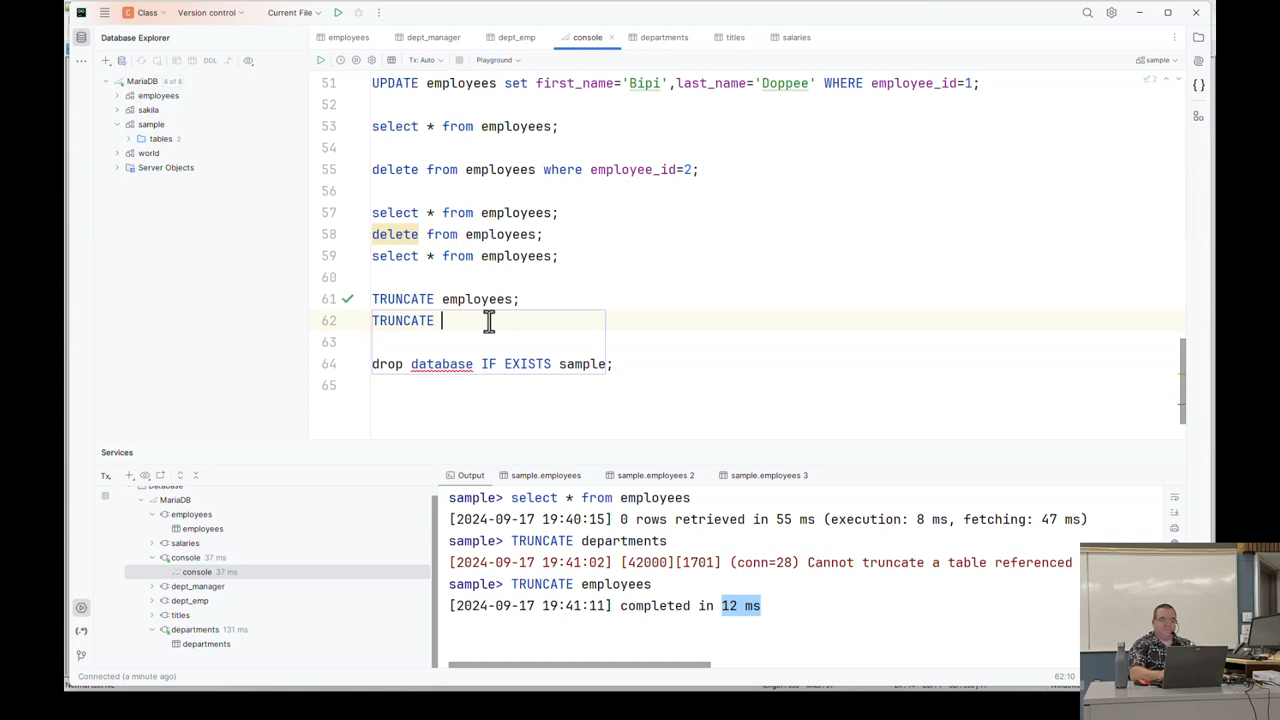 Class Version control Current File
Database Explorer
employees dept_manager dept_emp console departments titles salaries
DDL
Tx: Auto Playground sample
MariaDB 4 of 8
employees
sakila
sample
tables 2
world
Server Objects
2
51 UPDATE employees set first_name='Bipi',last_name='Doppee' WHERE employee_id=1;
52
53 select * from employees;
54
55 delete from employees where employee_id=2;
56
57 select * from employees;
58 delete from employees;
59 select * from employees;
60
61 TRUNCATE employees;
62 TRUNCATE
63
64 drop database IF EXISTS sample;
65
Services
Tx
Database
MariaDB
employees
employees
salaries
console 37 ms
console 37 ms
dept_manager
dept_emp
titles
departments 131 ms
departments
Output sample.employees sample.employees 2 sample.employees 3
sample> select * from employees
[2024-09-17 19:40:15] 0 rows retrieved in 55 ms (execution: 8 ms, fetching: 47 ms)
sample> TRUNCATE departments
[2024-09-17 19:41:02] [42000][1701] (conn=28) Cannot truncate a table referenced
sample> TRUNCATE employees
[2024-09-17 19:41:11] completed in 12 ms
Connected (a minute ago)
62:10